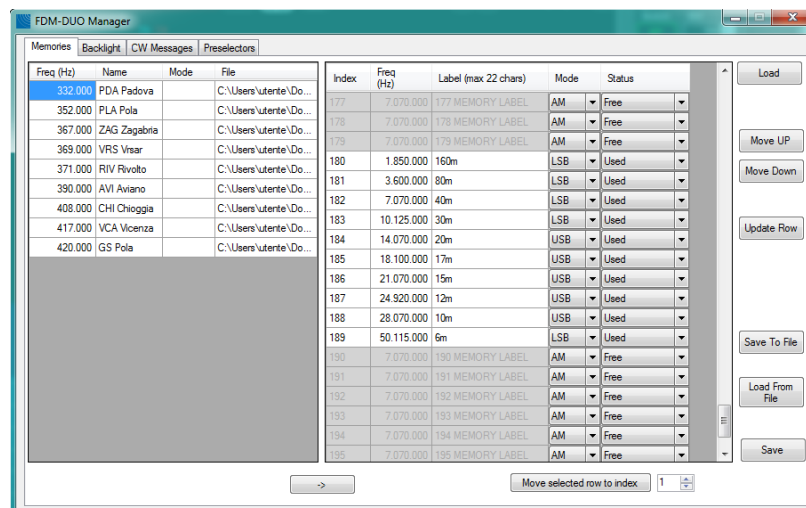 FDM-DUO Manager
Memories Backlight CW Messages Preselectors
Freq (Hz) Name Mode File
332.000 PDA Padova C:\Users\utente\Do...
352.000 PLA Pola C:\Users\utente\Do...
367.000 ZAG Zagabria C:\Users\utente\Do...
369.000 VRS Vrsar C:\Users\utente\Do...
371.000 RIV Rivolto C:\Users\utente\Do...
390.000 AVI Aviano C:\Users\utente\Do...
408.000 CHI Chioggia C:\Users\utente\Do...
417.000 VCA Vicenza C:\Users\utente\Do...
420.000 GS Pola C:\Users\utente\Do...
Index Freq (Hz) Label (max 22 chars) Mode Status
177 7.070.000 177 MEMORY LABEL AM Free
178 7.070.000 178 MEMORY LABEL AM Free
179 7.070.000 179 MEMORY LABEL AM Free
180 1.850.000 160m LSB Used
181 3.600.000 80m LSB Used
182 7.070.000 40m LSB Used
183 10.125.000 30m LSB Used
184 14.070.000 20m USB Used
185 18.100.000 17m USB Used
186 21.070.000 15m USB Used
187 24.920.000 12m USB Used
188 28.070.000 10m USB Used
189 50.115.000 6m LSB Used
190 7.070.000 190 MEMORY LABEL AM Free
191 7.070.000 191 MEMORY LABEL AM Free
192 7.070.000 192 MEMORY LABEL AM Free
193 7.070.000 193 MEMORY LABEL AM Free
194 7.070.000 194 MEMORY LABEL AM Free
195 7.070.000 195 MEMORY LABEL AM Free
Load
Move UP
Move Down
Update Row
Save To File
Load From
File
Save
->
Move selected row to index 1